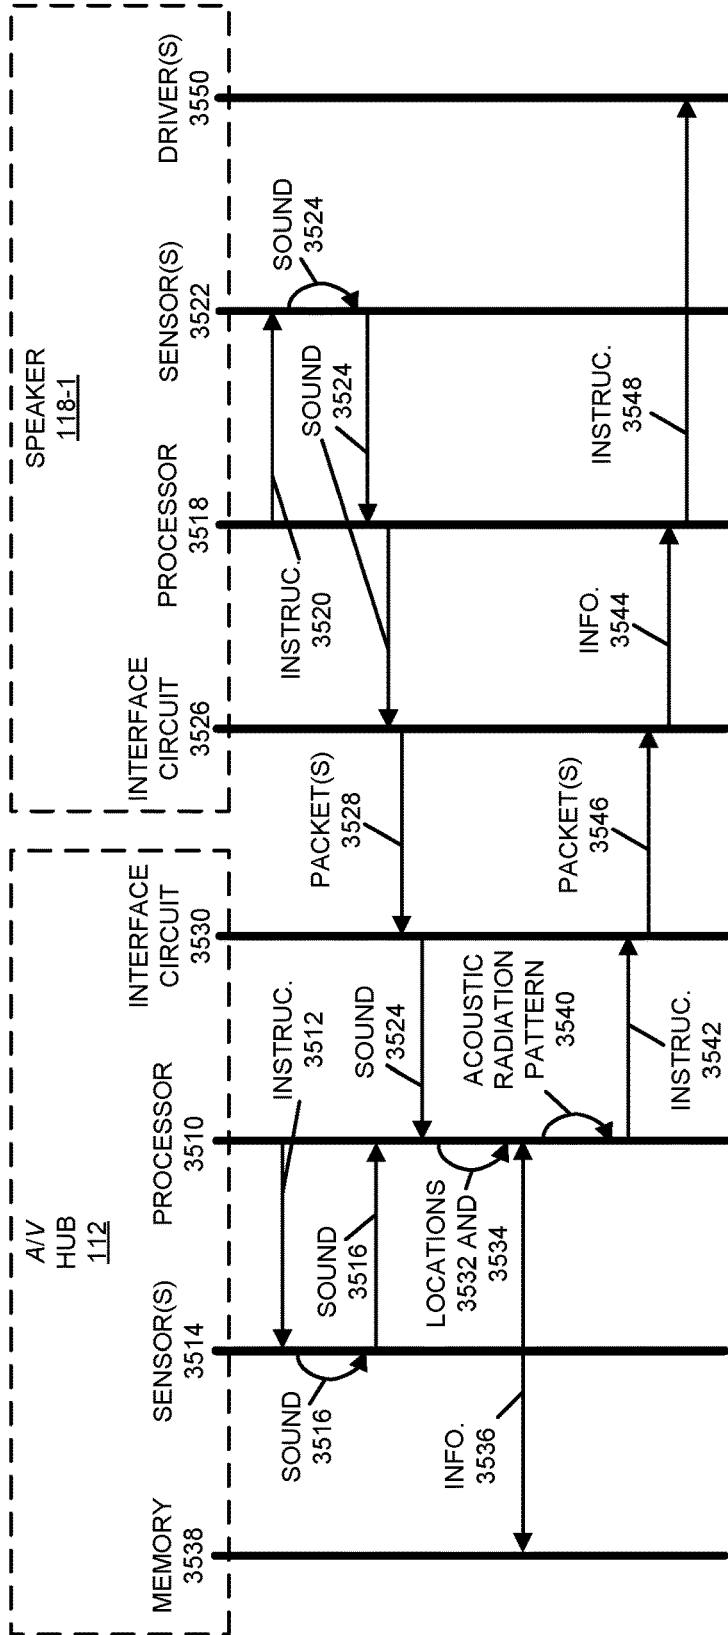 A/V
HUB
112
SPEAKER
118-1
MEMORY
3538
SENSOR(S)
3514
PROCESSOR
3510
INTERFACE
CIRCUIT
3530
INTERFACE
CIRCUIT
3526
PROCESSOR
3518
SENSOR(S)
3522
DRIVER(S)
3550
INSTRUC.
3512
SOUND
3516
SOUND
3516
INSTRUC.
3520
SOUND
3524
SOUND
3524
PACKET(S)
3528
SOUND
3524
LOCATIONS
3532 AND
3534
INFO.
3536
ACOUSTIC
RADIATION
PATTERN
3540
INSTRUC.
3542
PACKET(S)
3546
INFO.
3544
INSTRUC.
3548